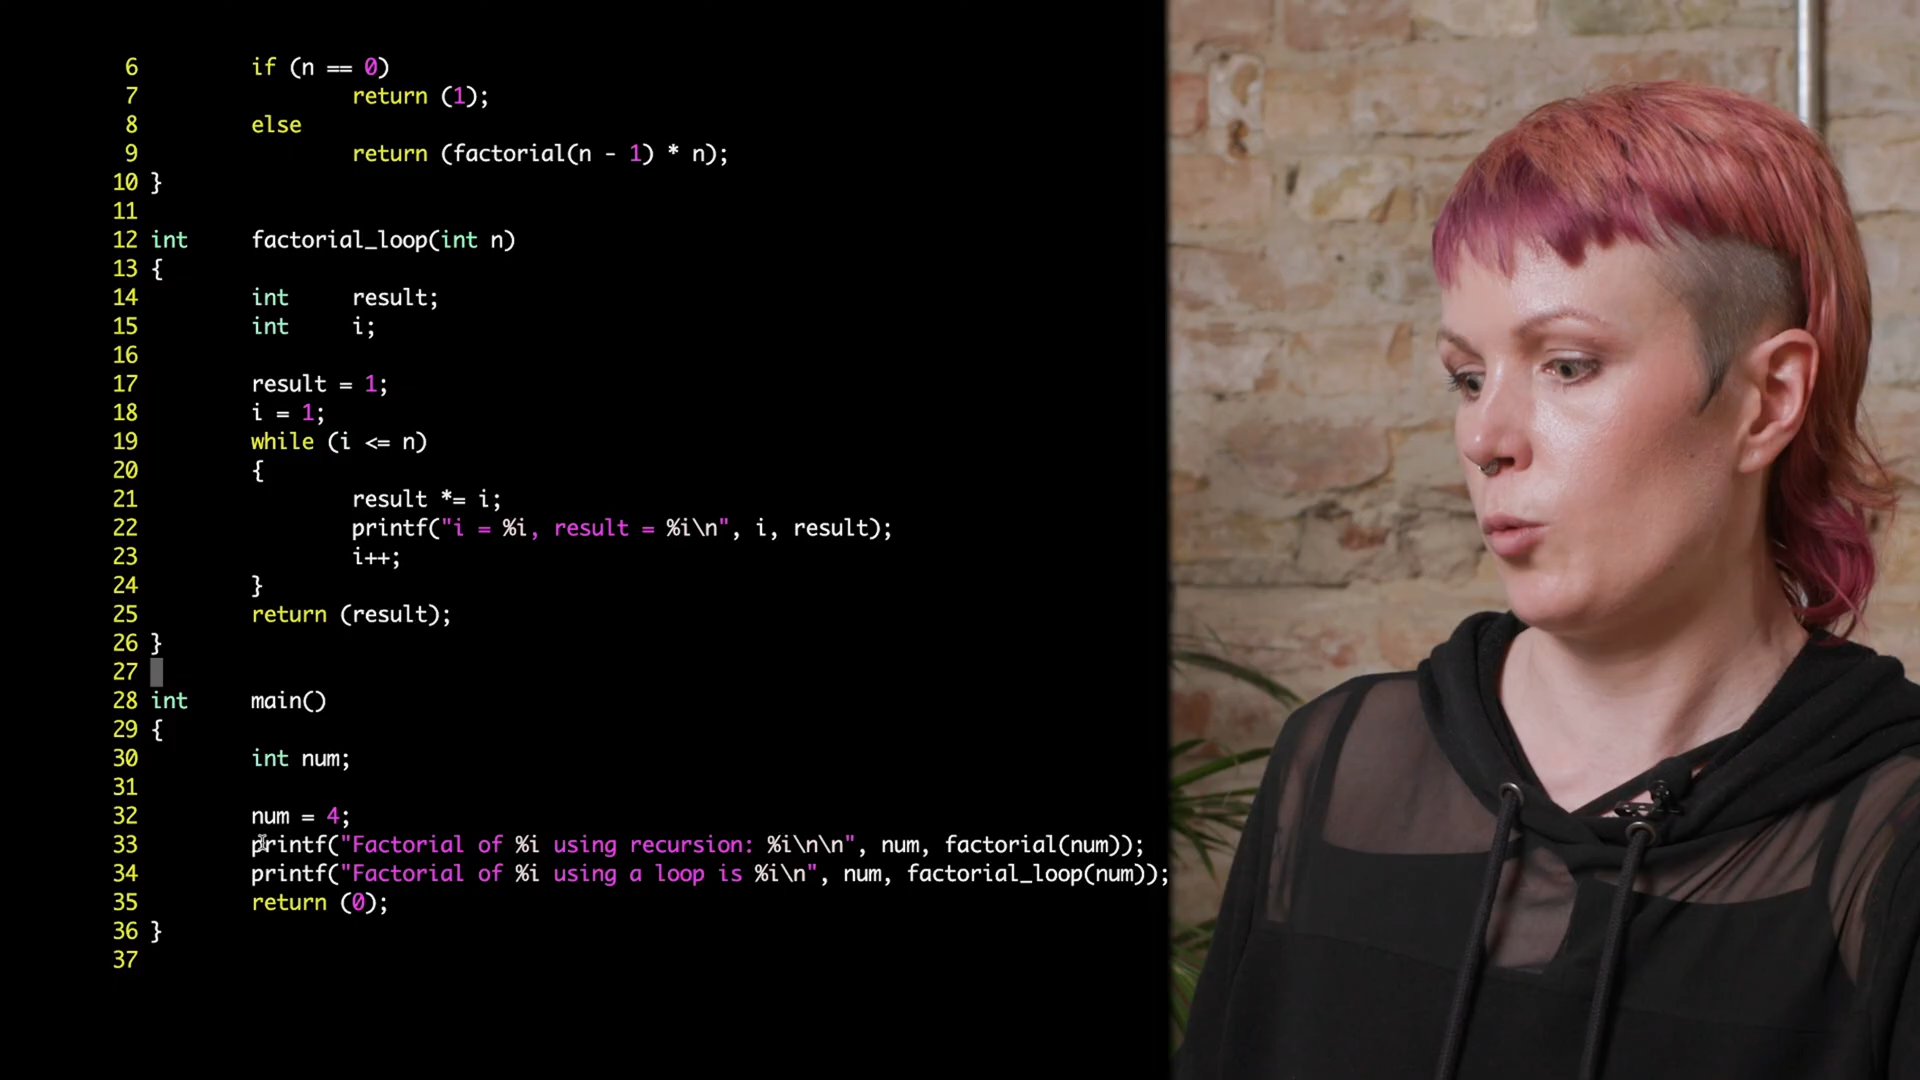 6 if (n == 0)
7 return (1);
8 else
9 return (factorial(n - 1) * n);
10 }
11
12 int factorial_loop(int n)
13 {
14 int result;
15 int i;
16
17 result = 1;
18 i = 1;
19 while (i <= n)
20 {
21 result *= i;
22 printf("i = %i, result = %i\n", i, result);
23 i++;
24 }
25 return (result);
26 }
27
28 int main()
29 {
30 int num;
31
32 num = 4;
33 printf("Factorial of %i using recursion: %i\n\n", num, factorial(num));
34 printf("Factorial of %i using a loop is %i\n", num, factorial_loop(num));
35 return (0);
36 }
37